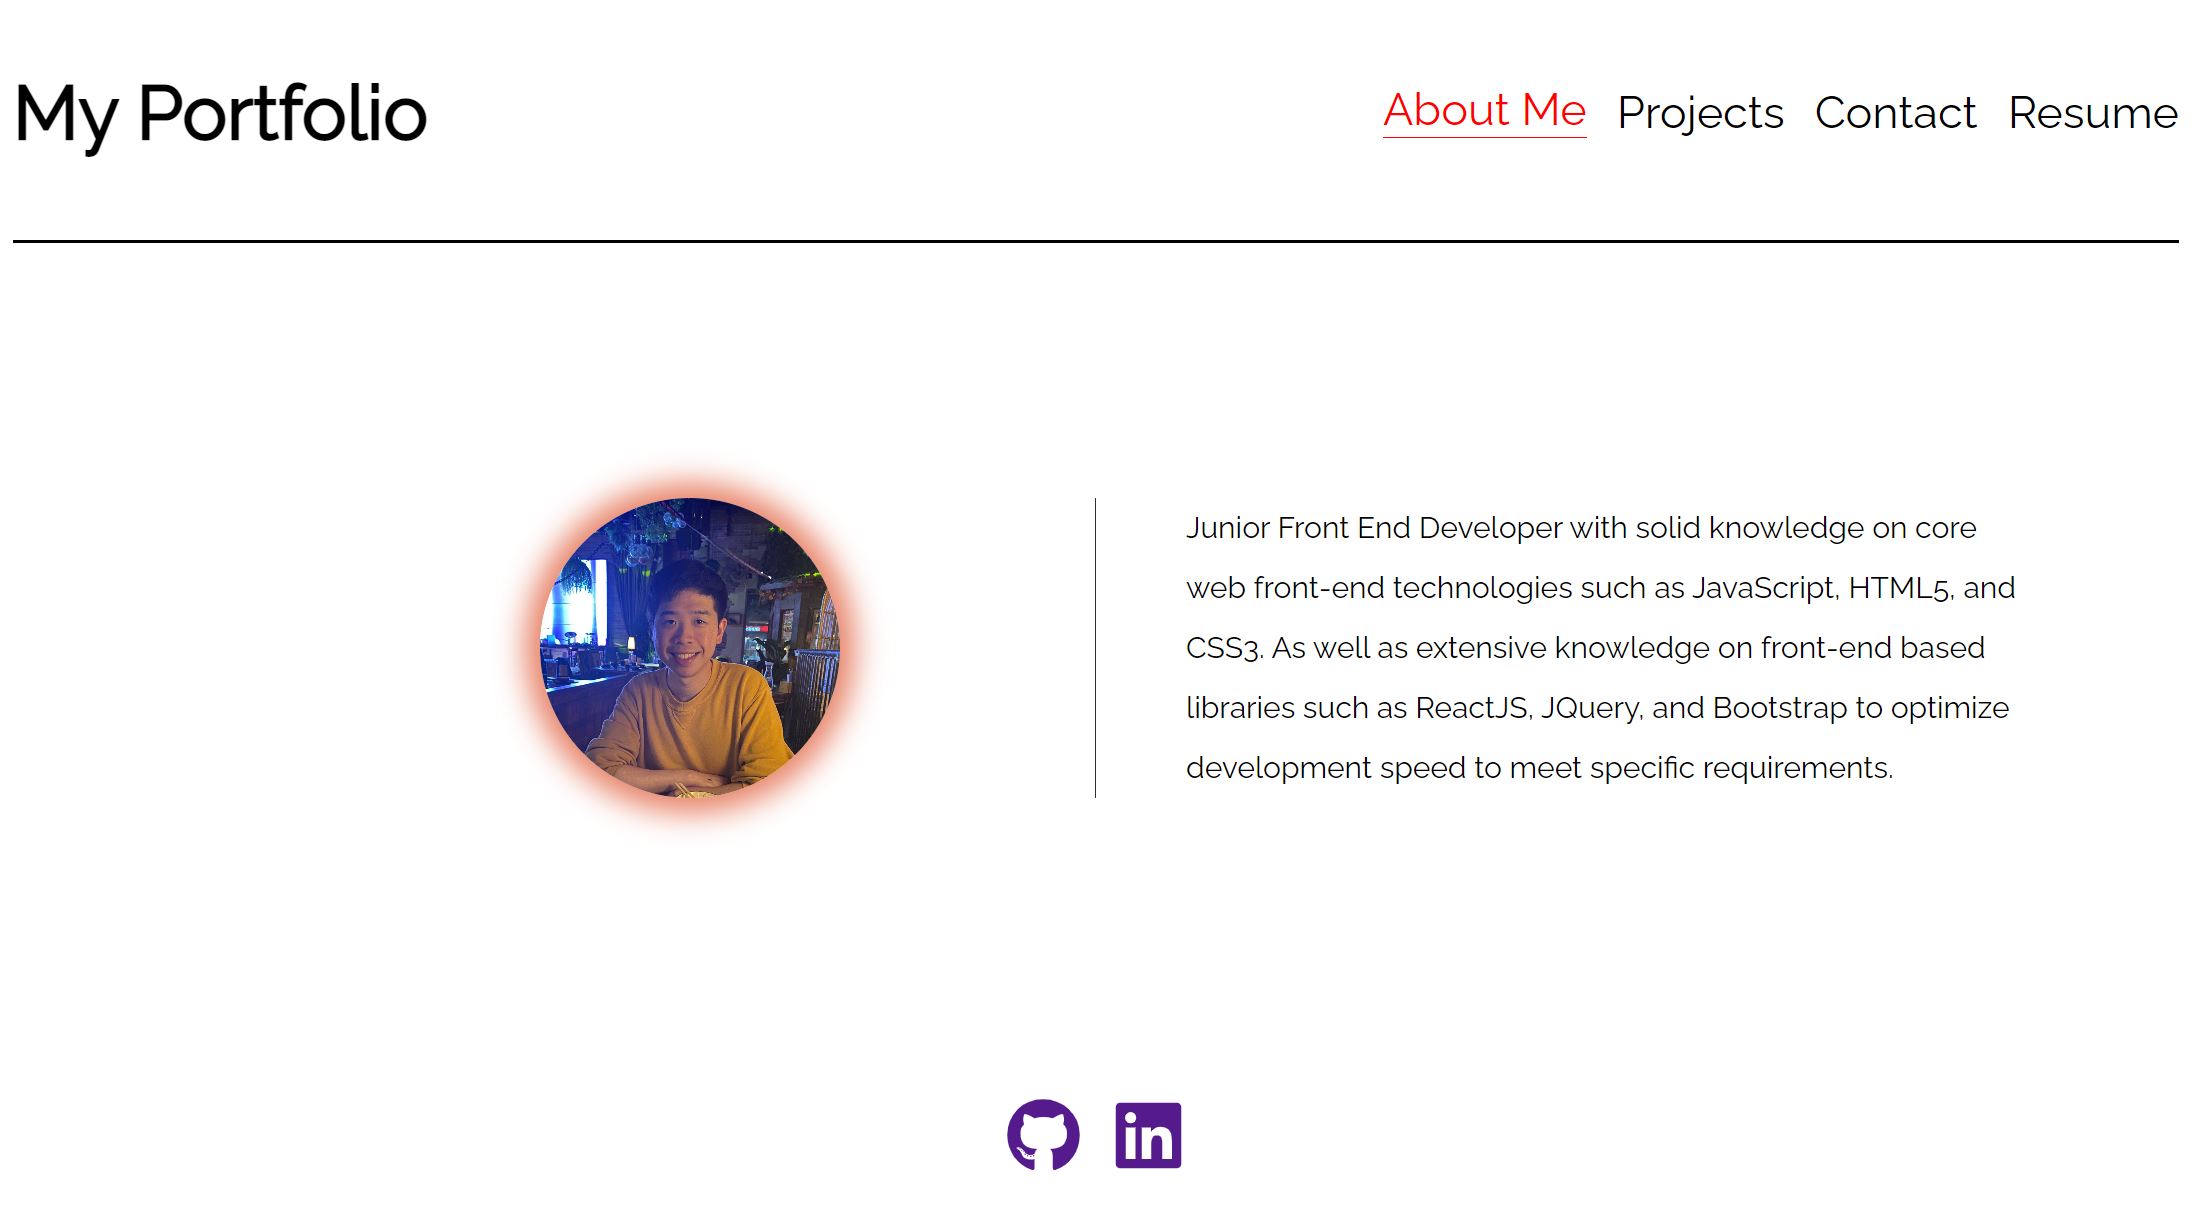 My Portfolio
About Me Projects Contact Resume
Junior Front End Developer with solid knowledge on core
web front-end technologies such as JavaScript, HTML5, and
CSS3. As well as extensive knowledge on front-end based
libraries such as ReactJS, JQuery, and Bootstrap to optimize
development speed to meet specific requirements.
in